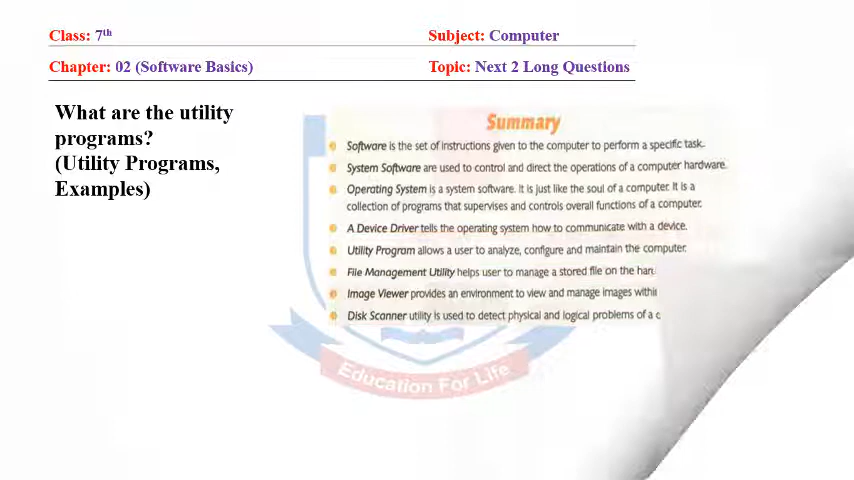 Class: 7th
Subject: Computer
Chapter: 02 (Software Basics)
Topic: Next 2 Long Questions
What are the utility
programs?
(Utility Programs,
Examples)
Summary
Software is the set of instructions given to the computer to perform a specific task.
System Software are used to control and direct the operations of a computer hardware.
Operating System is a system software. It is just like the soul of a computer. It is a
collection of programs that supervises and controls overall functions of a computer.
A Device Driver tells the operating system how to communicate with a device.
Utility Program allows a user to analyze, configure and maintain the computer.
File Management Utility helps user to manage a stored file on the
Image Viewer provides an environment to view and manage images
Disk Scanner utility is used to detect physical and logical problems of a
Education For Life